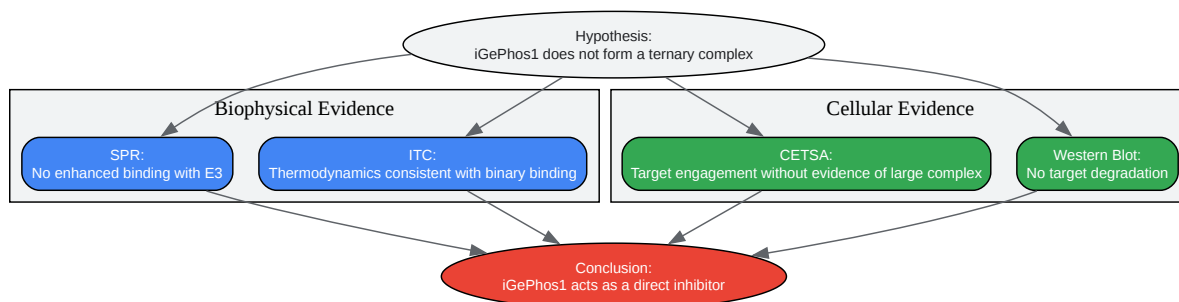 Hypothesis:
iGePhos1 does not form a ternary complex
Biophysical Evidence
Cellular Evidence
SPR:
No enhanced binding with E3
ITC:
Thermodynamics consistent with binary binding
CETSA:
Target engagement without evidence of large complex
Western Blot:
No target degradation
Conclusion:
iGePhos1 acts as a direct inhibitor